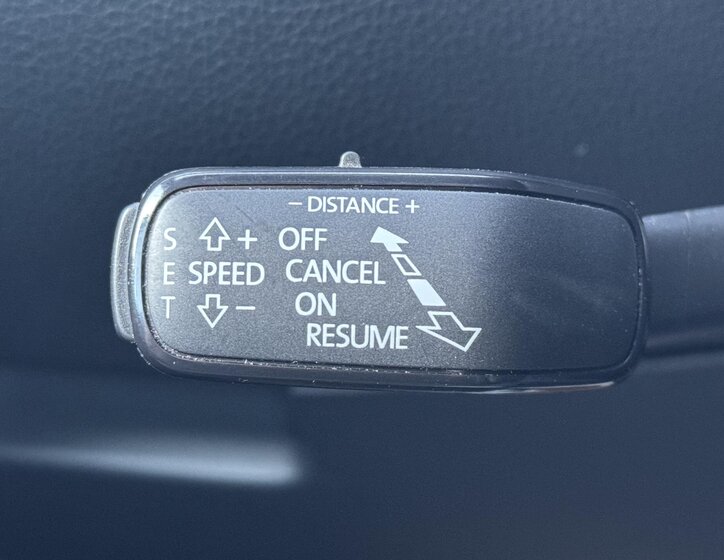 − DISTANCE +
S + OFF
E SPEED CANCEL
T − ON
RESUME